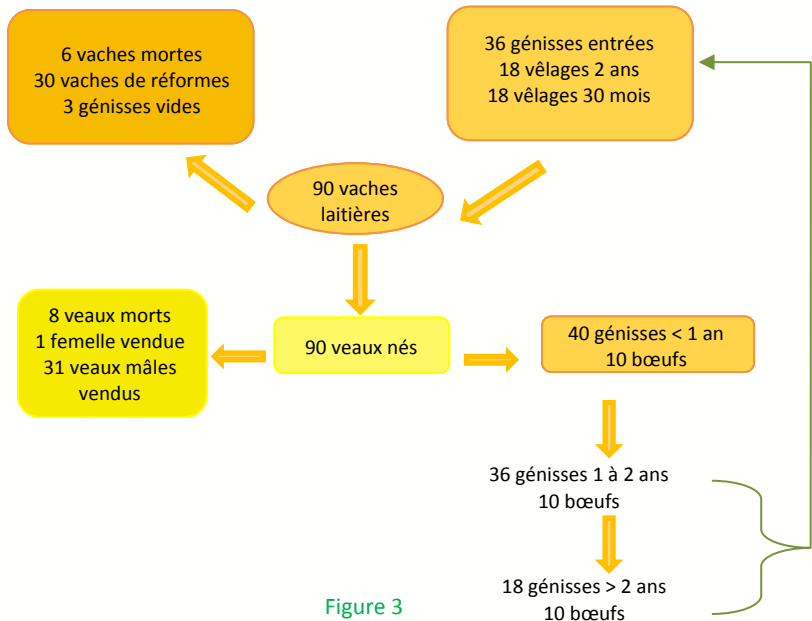 6 vaches mortes
30 vaches de réformes
3 génisses vides
36 génisses entrées
18 vêlages 2 ans
18 vêlages 30 mois
90 vaches
laitières
8 veaux morts
1 femelle vendue
31 veaux mâles
vendus
90 veaux nés
40 génisses < 1 an
10 bœufs
36 génisses 1 à 2 ans
10 bœufs
18 génisses > 2 ans
10 bœufs
Figure 3